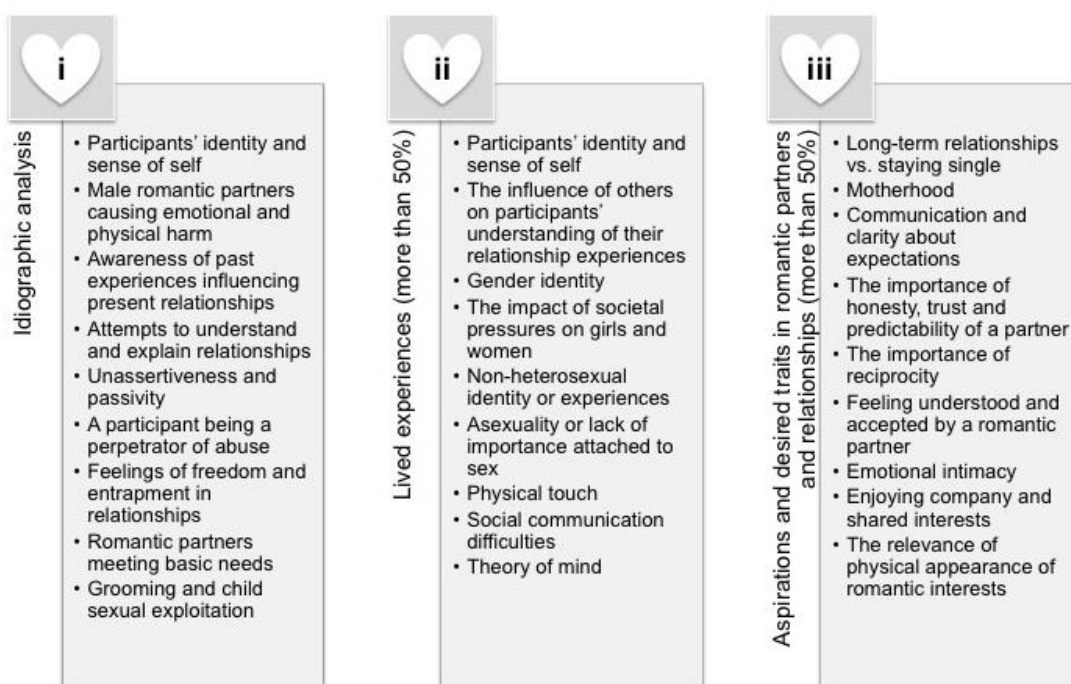 i
Idiographic analysis
• Participants' identity and
sense of self
• Male romantic partners
causing emotional and
physical harm
• Awareness of past
experiences influencing
present relationships
• Attempts to understand
and explain relationships
• Unassertiveness and
passivity
• A participant being a
perpetrator of abuse
• Feelings of freedom and
entrapment in
relationships
• Romantic partners
meeting basic needs
• Grooming and child
sexual exploitation
ii
Lived experiences (more than 50%)
• Participants' identity and
sense of self
• The influence of others
on participants'
understanding of their
relationship experiences
• Gender identity
• The impact of societal
pressures on girls and
women
• Non-heterosexual
identity or experiences
• Asexuality or lack of
importance attached to
sex
• Physical touch
• Social communication
difficulties
• Theory of mind
iii
Aspirations and desired traits in romantic partners
and relationships (more than 50%)
• Long-term relationships
vs. staying single
• Motherhood
• Communication and
clarity about
expectations
• The importance of
honesty, trust and
predictability of a partner
• The importance of
reciprocity
• Feeling understood and
accepted by a romantic
partner
• Emotional intimacy
• Enjoying company and
shared interests
• The relevance of
physical appearance of
romantic interests